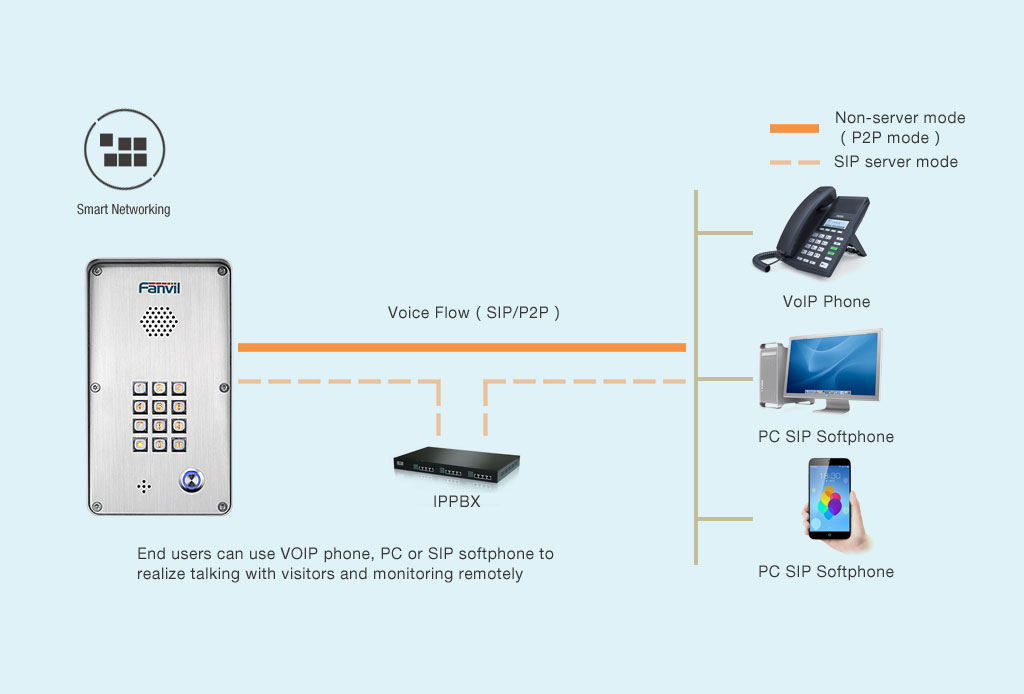 Non-server mode
( P2P mode )
SIP server mode
Smart Networking
Fanvil
VoIP Phone
Voice Flow ( SIP/P2P )
PC SIP Softphone
IPPBX
End users can use VOIP phone, PC or SIP softphone to
realize talking with visitors and monitoring remotely
PC SIP Softphone